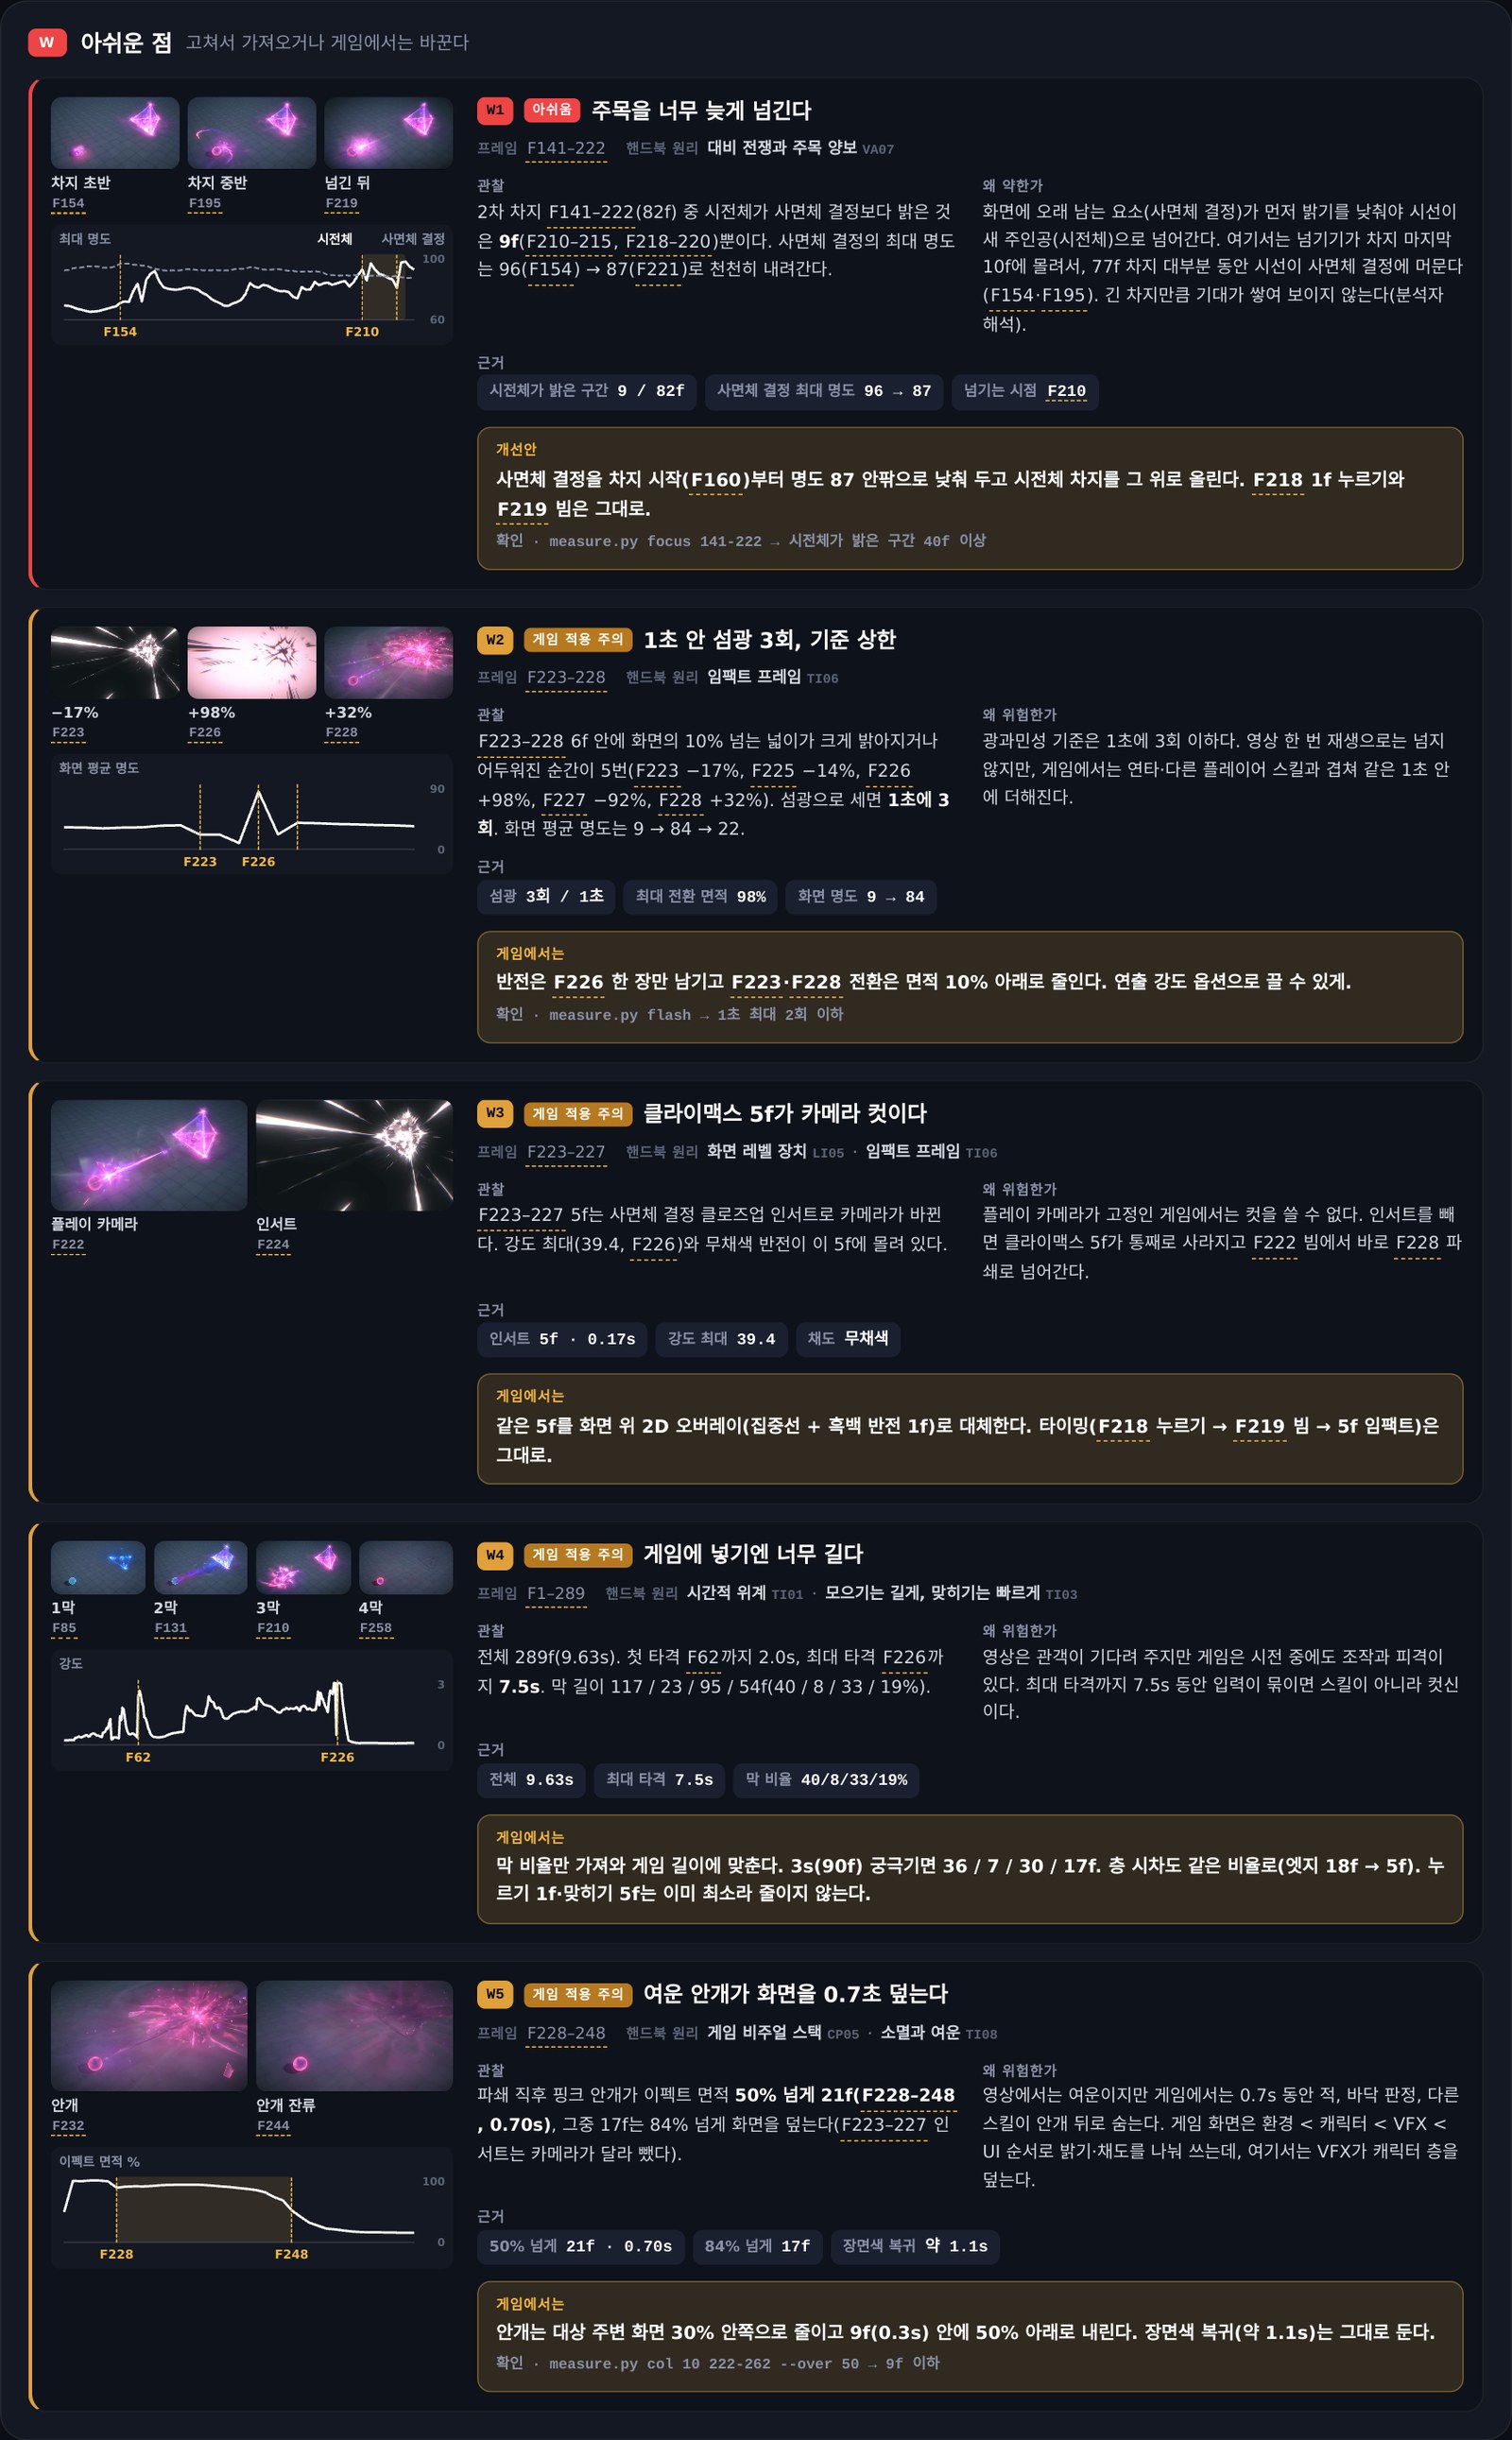 W 아쉬운 점 고쳐서 가져오거나 게임에서는 바꾼다
차지 초반
F154
차지 중반
F195
넘긴 뒤
F219
최대 명도 시전체 사면체 결정
100
60
F154 F210
W1 아쉬움 주목을 너무 늦게 넘긴다
프레임 F141–222 핸드북 원리 대비 전쟁과 주목 양보 VA07
관찰
2차 차지 F141–222(82f) 중 시전체가 사면체 결정보다 밝은 것
은 9f(F210–215, F218–220)뿐이다. 사면체 결정의 최대 명도
는 96(F154) → 87(F221)로 천천히 내려간다.
왜 약한가
화면에 오래 남는 요소(사면체 결정)가 먼저 밝기를 낮춰야 시선이
새 주인공(시전체)으로 넘어간다. 여기서는 넘기기가 차지 마지막
10f에 몰려서, 77f 차지 대부분 동안 시선이 사면체 결정에 머문다
(F154·F195). 긴 차지만큼 기대가 쌓여 보이지 않는다(분석자
해석).
근거
시전체가 밝은 구간 9 / 82f 사면체 결정 최대 명도 96 → 87 넘기는 시점 F210
개선안
사면체 결정을 차지 시작(F160)부터 명도 87 안팎으로 낮춰 두고 시전체 차지를 그 위로 올린다. F218 1f 누르기와
F219 빔은 그대로.
확인 · measure.py focus 141-222 → 시전체가 밝은 구간 40f 이상
−17%
F223
+98%
F226
+32%
F228
화면 평균 명도
90
0
F223 F226
W2 게임 적용 주의 1초 안 섬광 3회, 기준 상한
프레임 F223–228 핸드북 원리 임팩트 프레임 TI06
관찰
F223–228 6f 안에 화면의 10% 넘는 넓이가 크게 밝아지거나
어두워진 순간이 5번(F223 −17%, F225 −14%, F226
+98%, F227 −92%, F228 +32%). 섬광으로 세면 1초에 3
회. 화면 평균 명도는 9 → 84 → 22.
왜 위험한가
광과민성 기준은 1초에 3회 이하다. 영상 한 번 재생으로는 넘지
않지만, 게임에서는 연타·다른 플레이어 스킬과 겹쳐 같은 1초 안
에 더해진다.
근거
섬광 3회 / 1초 최대 전환 면적 98% 화면 명도 9 → 84
게임에서는
반전은 F226 한 장만 남기고 F223·F228 전환은 면적 10% 아래로 줄인다. 연출 강도 옵션으로 끌 수 있게.
확인 · measure.py flash → 1초 최대 2회 이하
플레이 카메라
F222
인서트
F224
W3 게임 적용 주의 클라이맥스 5f가 카메라 컷이다
프레임 F223–227 핸드북 원리 화면 레벨 장치 LI05 · 임팩트 프레임 TI06
관찰
F223–227 5f는 사면체 결정 클로즈업 인서트로 카메라가 바뀐
다. 강도 최대(39.4, F226)와 무채색 반전이 이 5f에 몰려 있다.
왜 위험한가
플레이 카메라가 고정인 게임에서는 컷을 쓸 수 없다. 인서트를 빼
면 클라이맥스 5f가 통째로 사라지고 F222 빔에서 바로 F228 파
쇄로 넘어간다.
근거
인서트 5f · 0.17s 강도 최대 39.4 채도 무채색
게임에서는
같은 5f를 화면 위 2D 오버레이(집중선 + 흑백 반전 1f)로 대체한다. 타이밍(F218 누르기 → F219 빔 → 5f 임팩트)은
그대로.
1막
F85
2막
F131
3막
F210
4막
F258
강도
3
0
F62 F226
W4 게임 적용 주의 게임에 넣기엔 너무 길다
프레임 F1–289 핸드북 원리 시간적 위계 TI01 · 모으기는 길게, 맞히기는 빠르게 TI03
관찰
전체 289f(9.63s). 첫 타격 F62까지 2.0s, 최대 타격 F226까
지 7.5s. 막 길이 117 / 23 / 95 / 54f(40 / 8 / 33 / 19%).
왜 위험한가
영상은 관객이 기다려 주지만 게임은 시전 중에도 조작과 피격이
있다. 최대 타격까지 7.5s 동안 입력이 묶이면 스킬이 아니라 컷신
이다.
근거
전체 9.63s 최대 타격 7.5s 막 비율 40/8/33/19%
게임에서는
막 비율만 가져와 게임 길이에 맞춘다. 3s(90f) 궁극기면 36 / 7 / 30 / 17f. 층 시차도 같은 비율로(엣지 18f → 5f). 누
르기 1f·맞히기 5f는 이미 최소라 줄이지 않는다.
안개
F232
안개 잔류
F244
이펙트 면적 %
100
0
F228 F248
W5 게임 적용 주의 여운 안개가 화면을 0.7초 덮는다
프레임 F228–248 핸드북 원리 게임 비주얼 스택 CP05 · 소멸과 여운 TI08
관찰
파쇄 직후 핑크 안개가 이펙트 면적 50% 넘게 21f(F228–248
, 0.70s), 그중 17f는 84% 넘게 화면을 덮는다(F223–227 인
서트는 카메라가 달라 뺐다).
왜 위험한가
영상에서는 여운이지만 게임에서는 0.7s 동안 적, 바닥 판정, 다른
스킬이 안개 뒤로 숨는다. 게임 화면은 환경 < 캐릭터 < VFX <
UI 순서로 밝기·채도를 나눠 쓰는데, 여기서는 VFX가 캐릭터 층을
덮는다.
근거
50% 넘게 21f · 0.70s 84% 넘게 17f 장면색 복귀 약 1.1s
게임에서는
안개는 대상 주변 화면 30% 안쪽으로 줄이고 9f(0.3s) 안에 50% 아래로 내린다. 장면색 복귀(약 1.1s)는 그대로 둔다.
확인 · measure.py col 10 222-262 --over 50 → 9f 이하